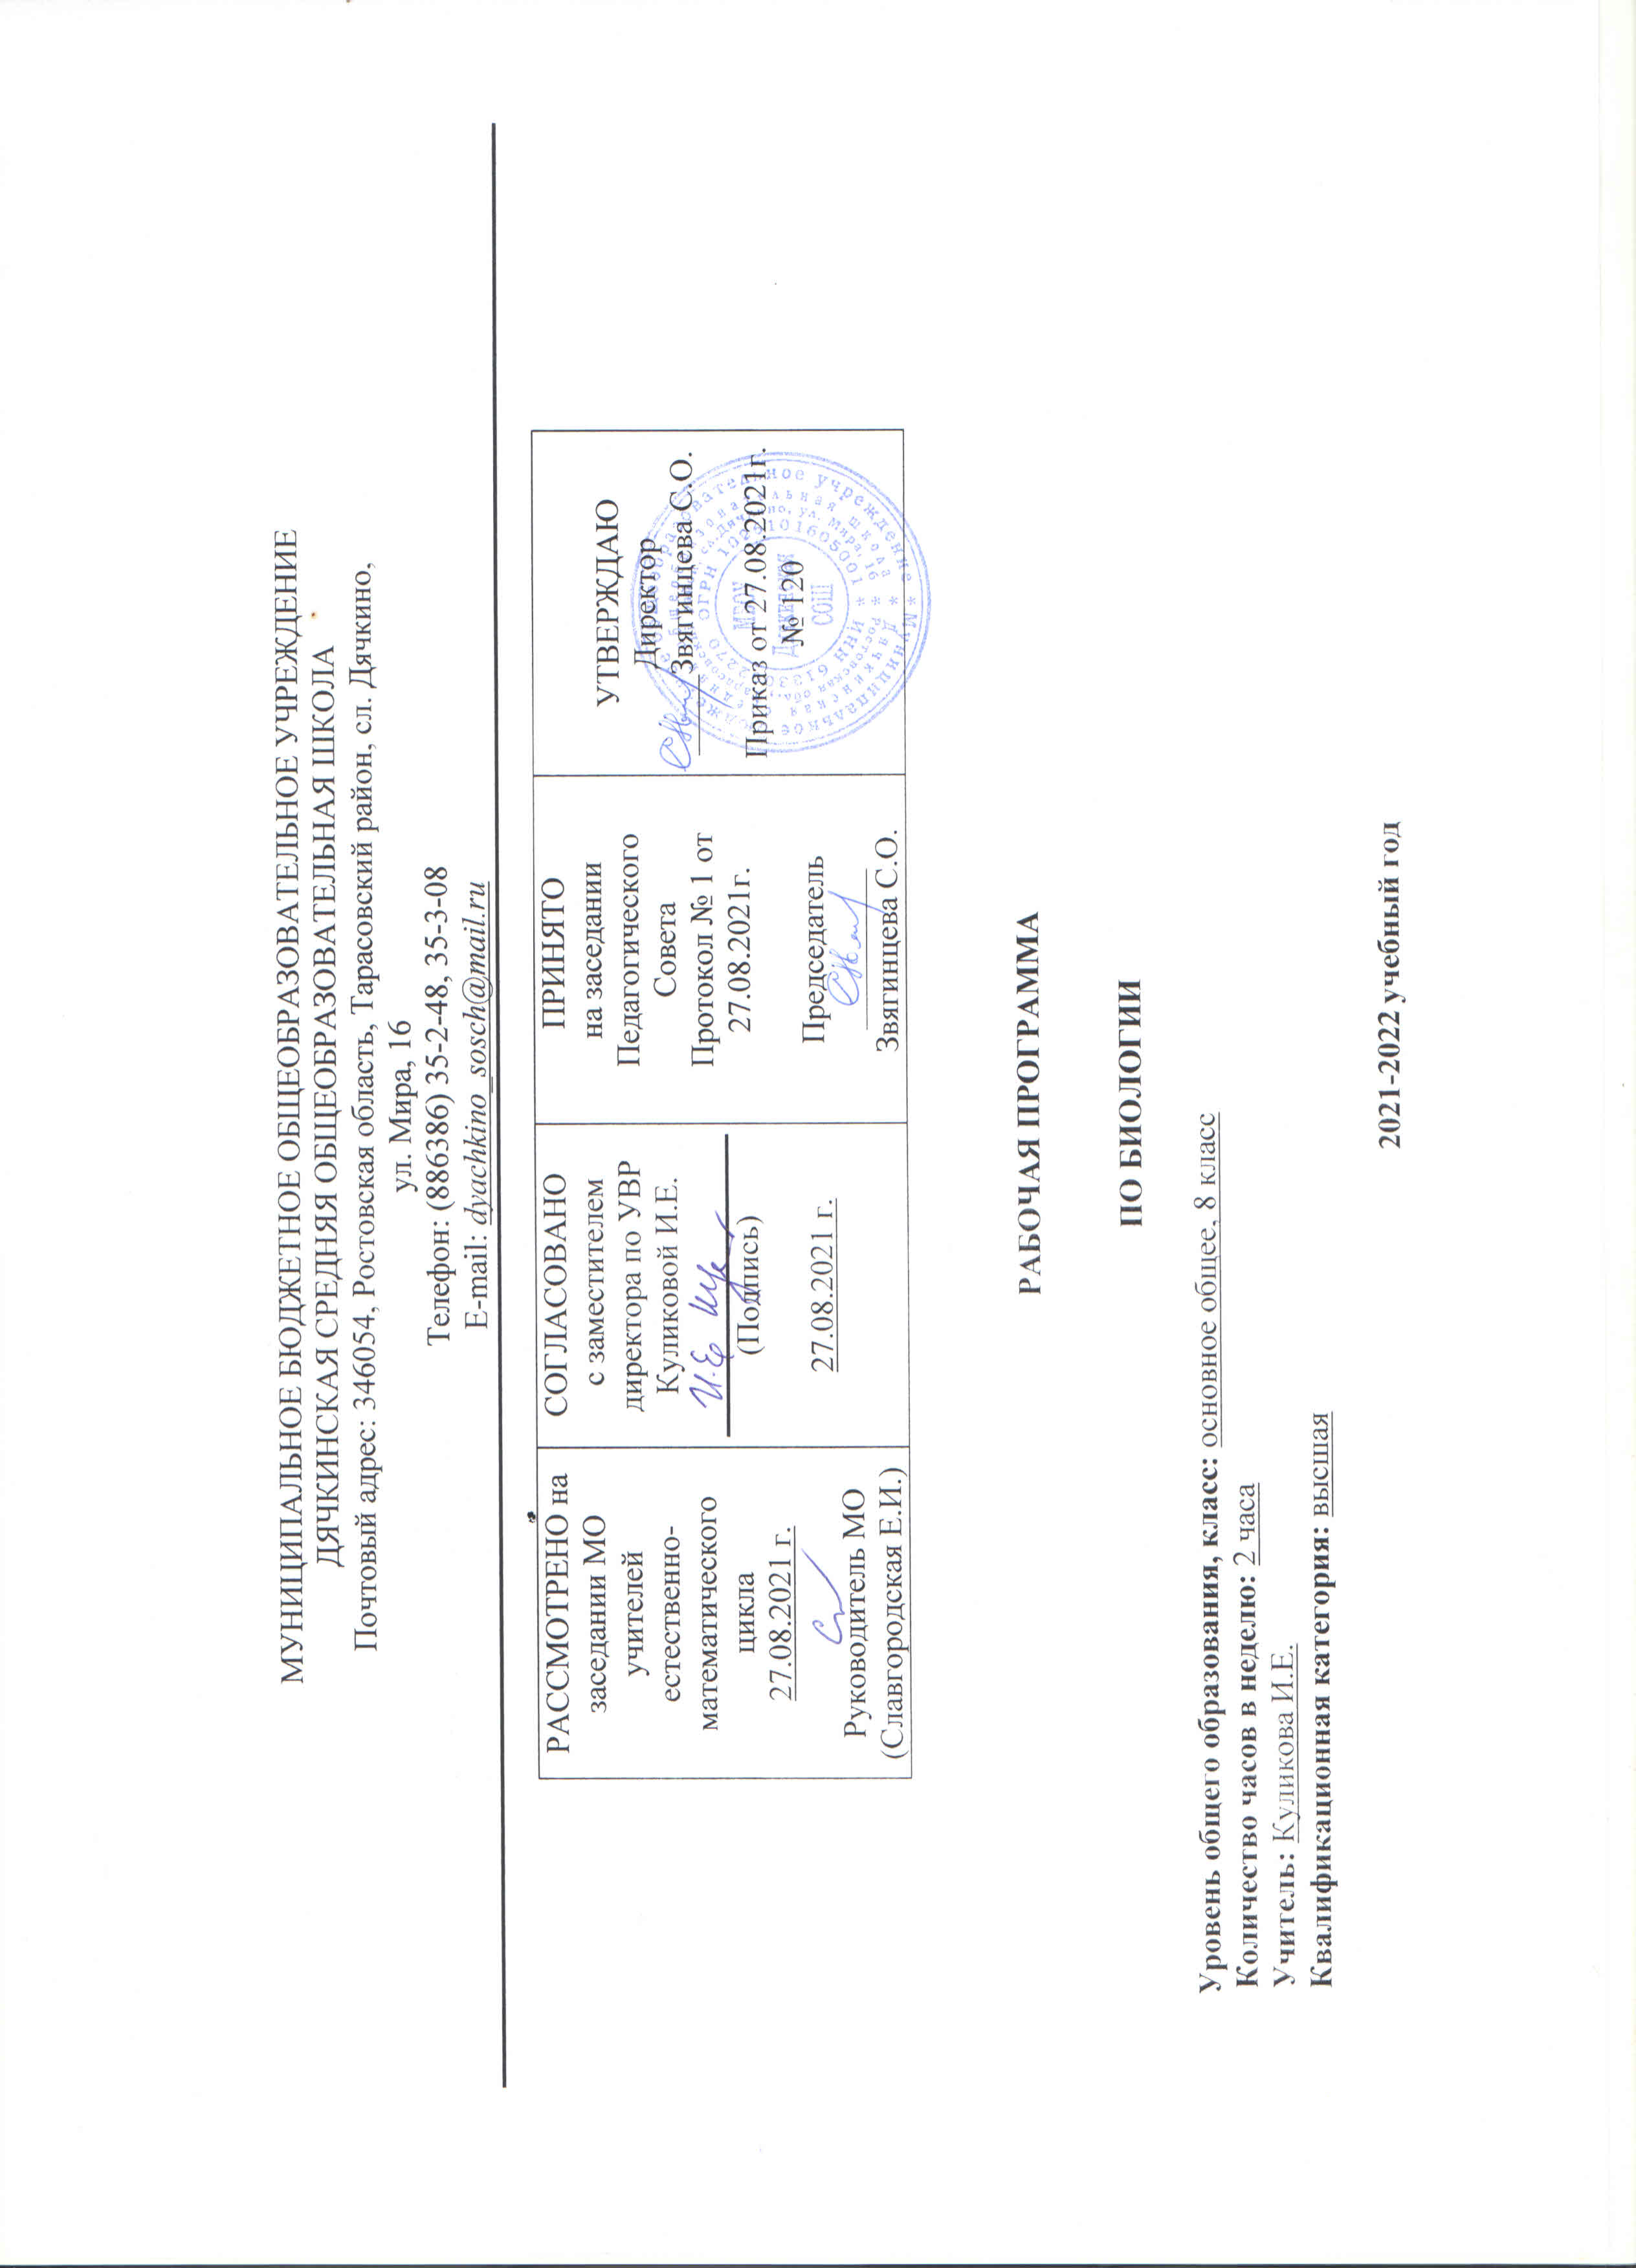 МУНИЦИПАЛЬНОЕ БЮДЖЕТНОЕ ОБЩЕОБРАЗОВАТЕЛЬНОЕ УЧРЕЖДЕНИЕ
ДЯЧКИНСКАЯ СРЕДНЯЯ ОБЩЕОБРАЗОВАТЕЛЬНАЯ ШКОЛА
Почтовый адрес: 346054, Ростовская область, Тарасовский район, сл. Дячкино,
ул. Мира, 16
Телефон: (886386) 35-2-48, 35-3-08
E-mail: dyachkino_sosch@mail.ru
РАССМОТРЕНО на
заседании МО
учителей
естественно-
математического
цикла
27.08.2021 г.
Руководитель МО
(Славгородская Е.И.)
СОГЛАСОВАНО
с заместителем
директора по УВР
Куликовой И.Е.
(Подпись)
27.08.2021 г.
ПРИНЯТО
на заседании
Педагогического
Совета
Протокол № 1 от
27.08.2021г.
Председатель
Звягинцева С.О.
УТВЕРЖДАЮ
Директор
Звягинцева С.О.
Приказ от 27.08.2021г.
№ 120
МБОУ
СОШ
РАБОЧАЯ ПРОГРАММА
ПО БИОЛОГИИ
Уровень общего образования, класс: основное общее, 8 класс
Количество часов в неделю: 2 часа
Учитель: Куликова И.Е.
Квалификационная категория: высшая
2021-2022 учебный год